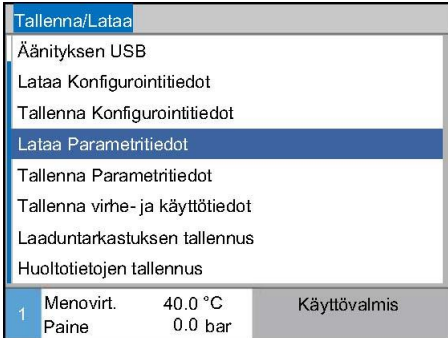 Tallenna/Lataa
Äänityksen USB
Lataa Konfigurointitiedot
Tallenna Konfigurointitiedot
Lataa Parametritiedot
Tallenna Parametritiedot
Tallenna virhe- ja käyttötiedot
Laaduntarkastuksen tallennus
Huoltotietojen tallennus
1 Menovirt. 40.0 °C Käyttövalmis
Paine 0.0 bar